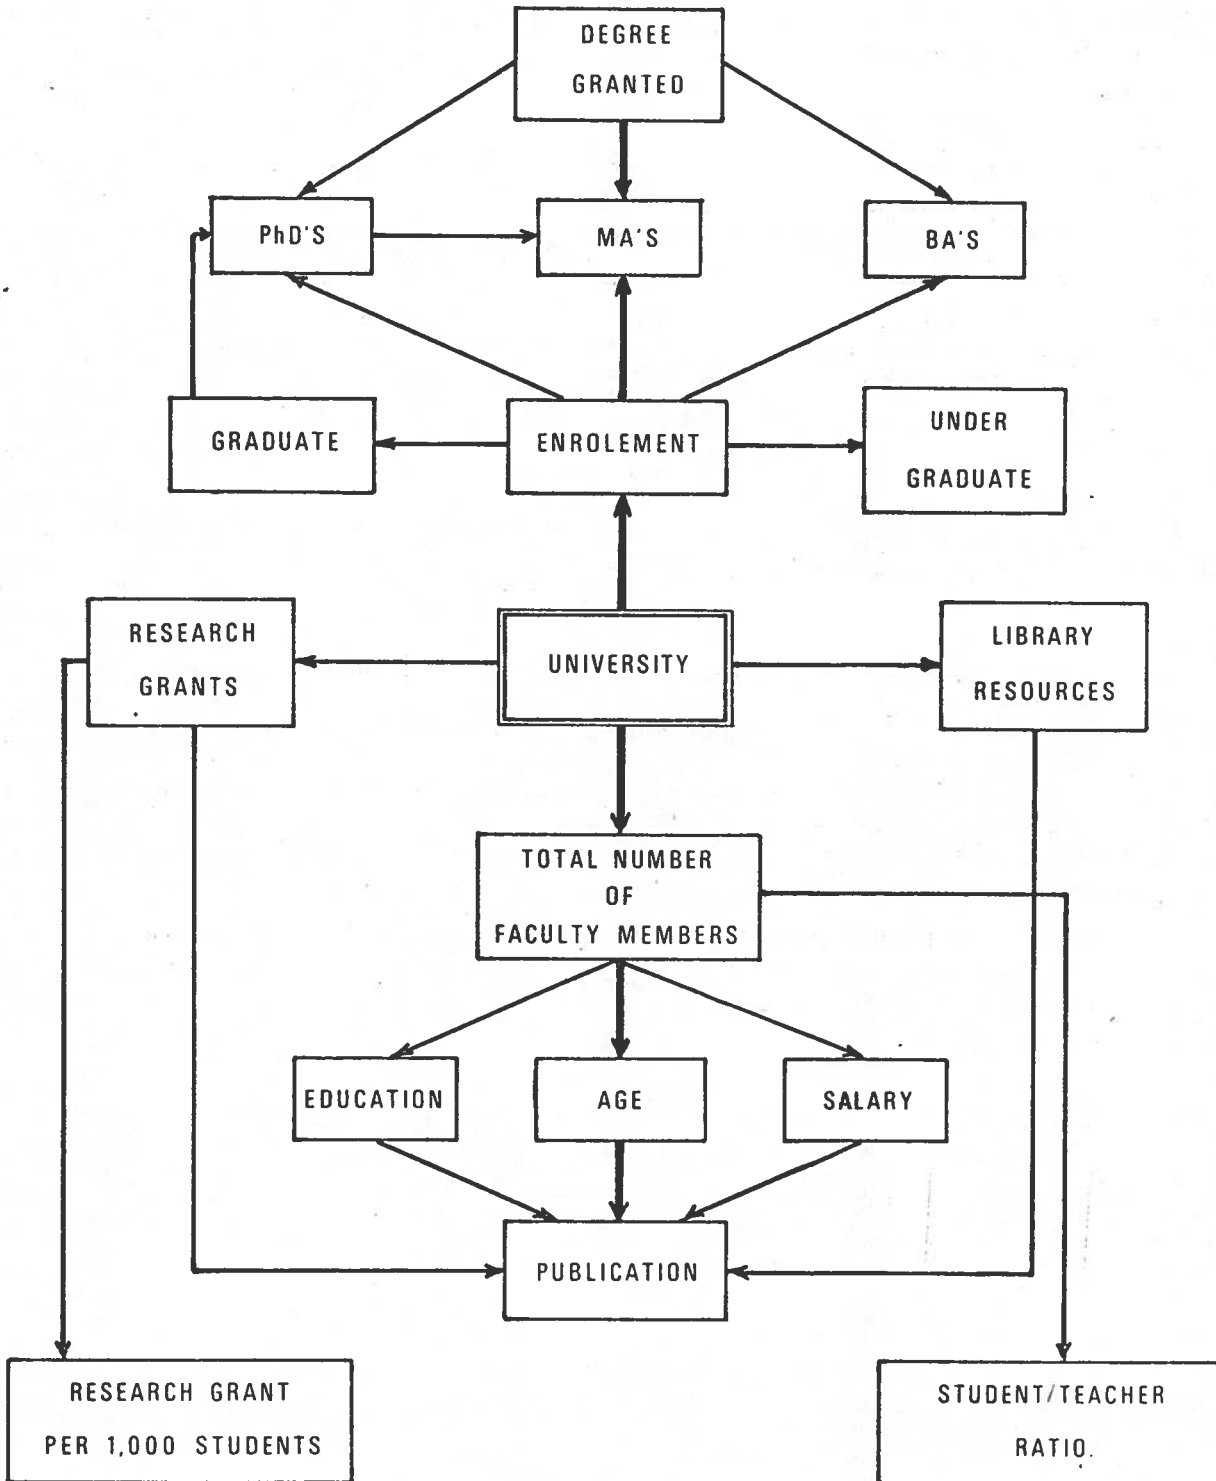 DEGREE
GRANTED
PhD'S
MA'S
BA'S
GRADUATE
ENROLEMENT
UNDER
GRADUATE
RESEARCH
GRANTS
UNIVERSITY
LIBRARY
RESOURCES
TOTAL NUMBER
OF
FACULTY MEMBERS
EDUCATION
AGE
SALARY
PUBLICATION
RESEARCH GRANT
PER 1,000 STUDENTS
STUDENT/TEACHER
RATIO.